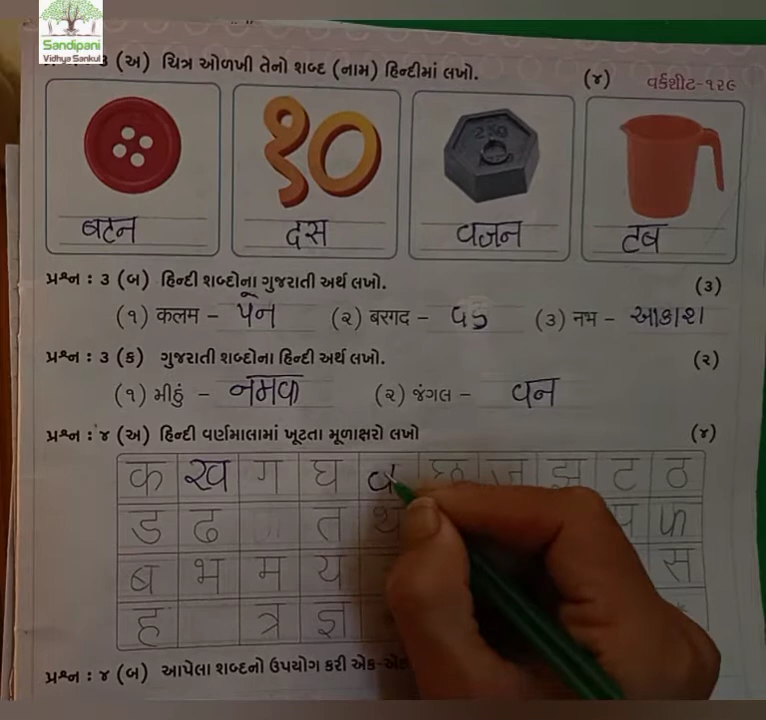 Sandipani
Vidhya Sankul
૩ (અ) ચિત્ર ઓળખી તેનો શબ્દ (નામ) હિન્દીમાં લખો. (૪) વર્કશીટ-૧૨૯
१०
250
बटन दस वजन टब
પ્રશ્ન : ૩ (બ) હિન્દી શબ્દોના ગુજરાતી અર્થ લખો. (૩)
(૧) कलम - પેન (૨) बरगद - વડ (૩) नभ - આકાશ
પ્રશ્ન : ૩ (ક) ગુજરાતી શબ્દોના હિન્દી અર્થ લખો. (૨)
(૧) મીઠું - नमक (૨) જંગલ - वन
પ્રશ્ન : ૪ (અ) હિન્દી વર્ણમાલામાં ખૂટતા મૂળાક્ષરો લખો (૪)
क ख ग घ च छ ज झ ट ठ
ड ढ त थ प फ
ब भ म य स
ह त्र ज्ञ
પ્રશ્ન : ૪ (બ) આપેલા શબ્દનો ઉપયોગ કરી